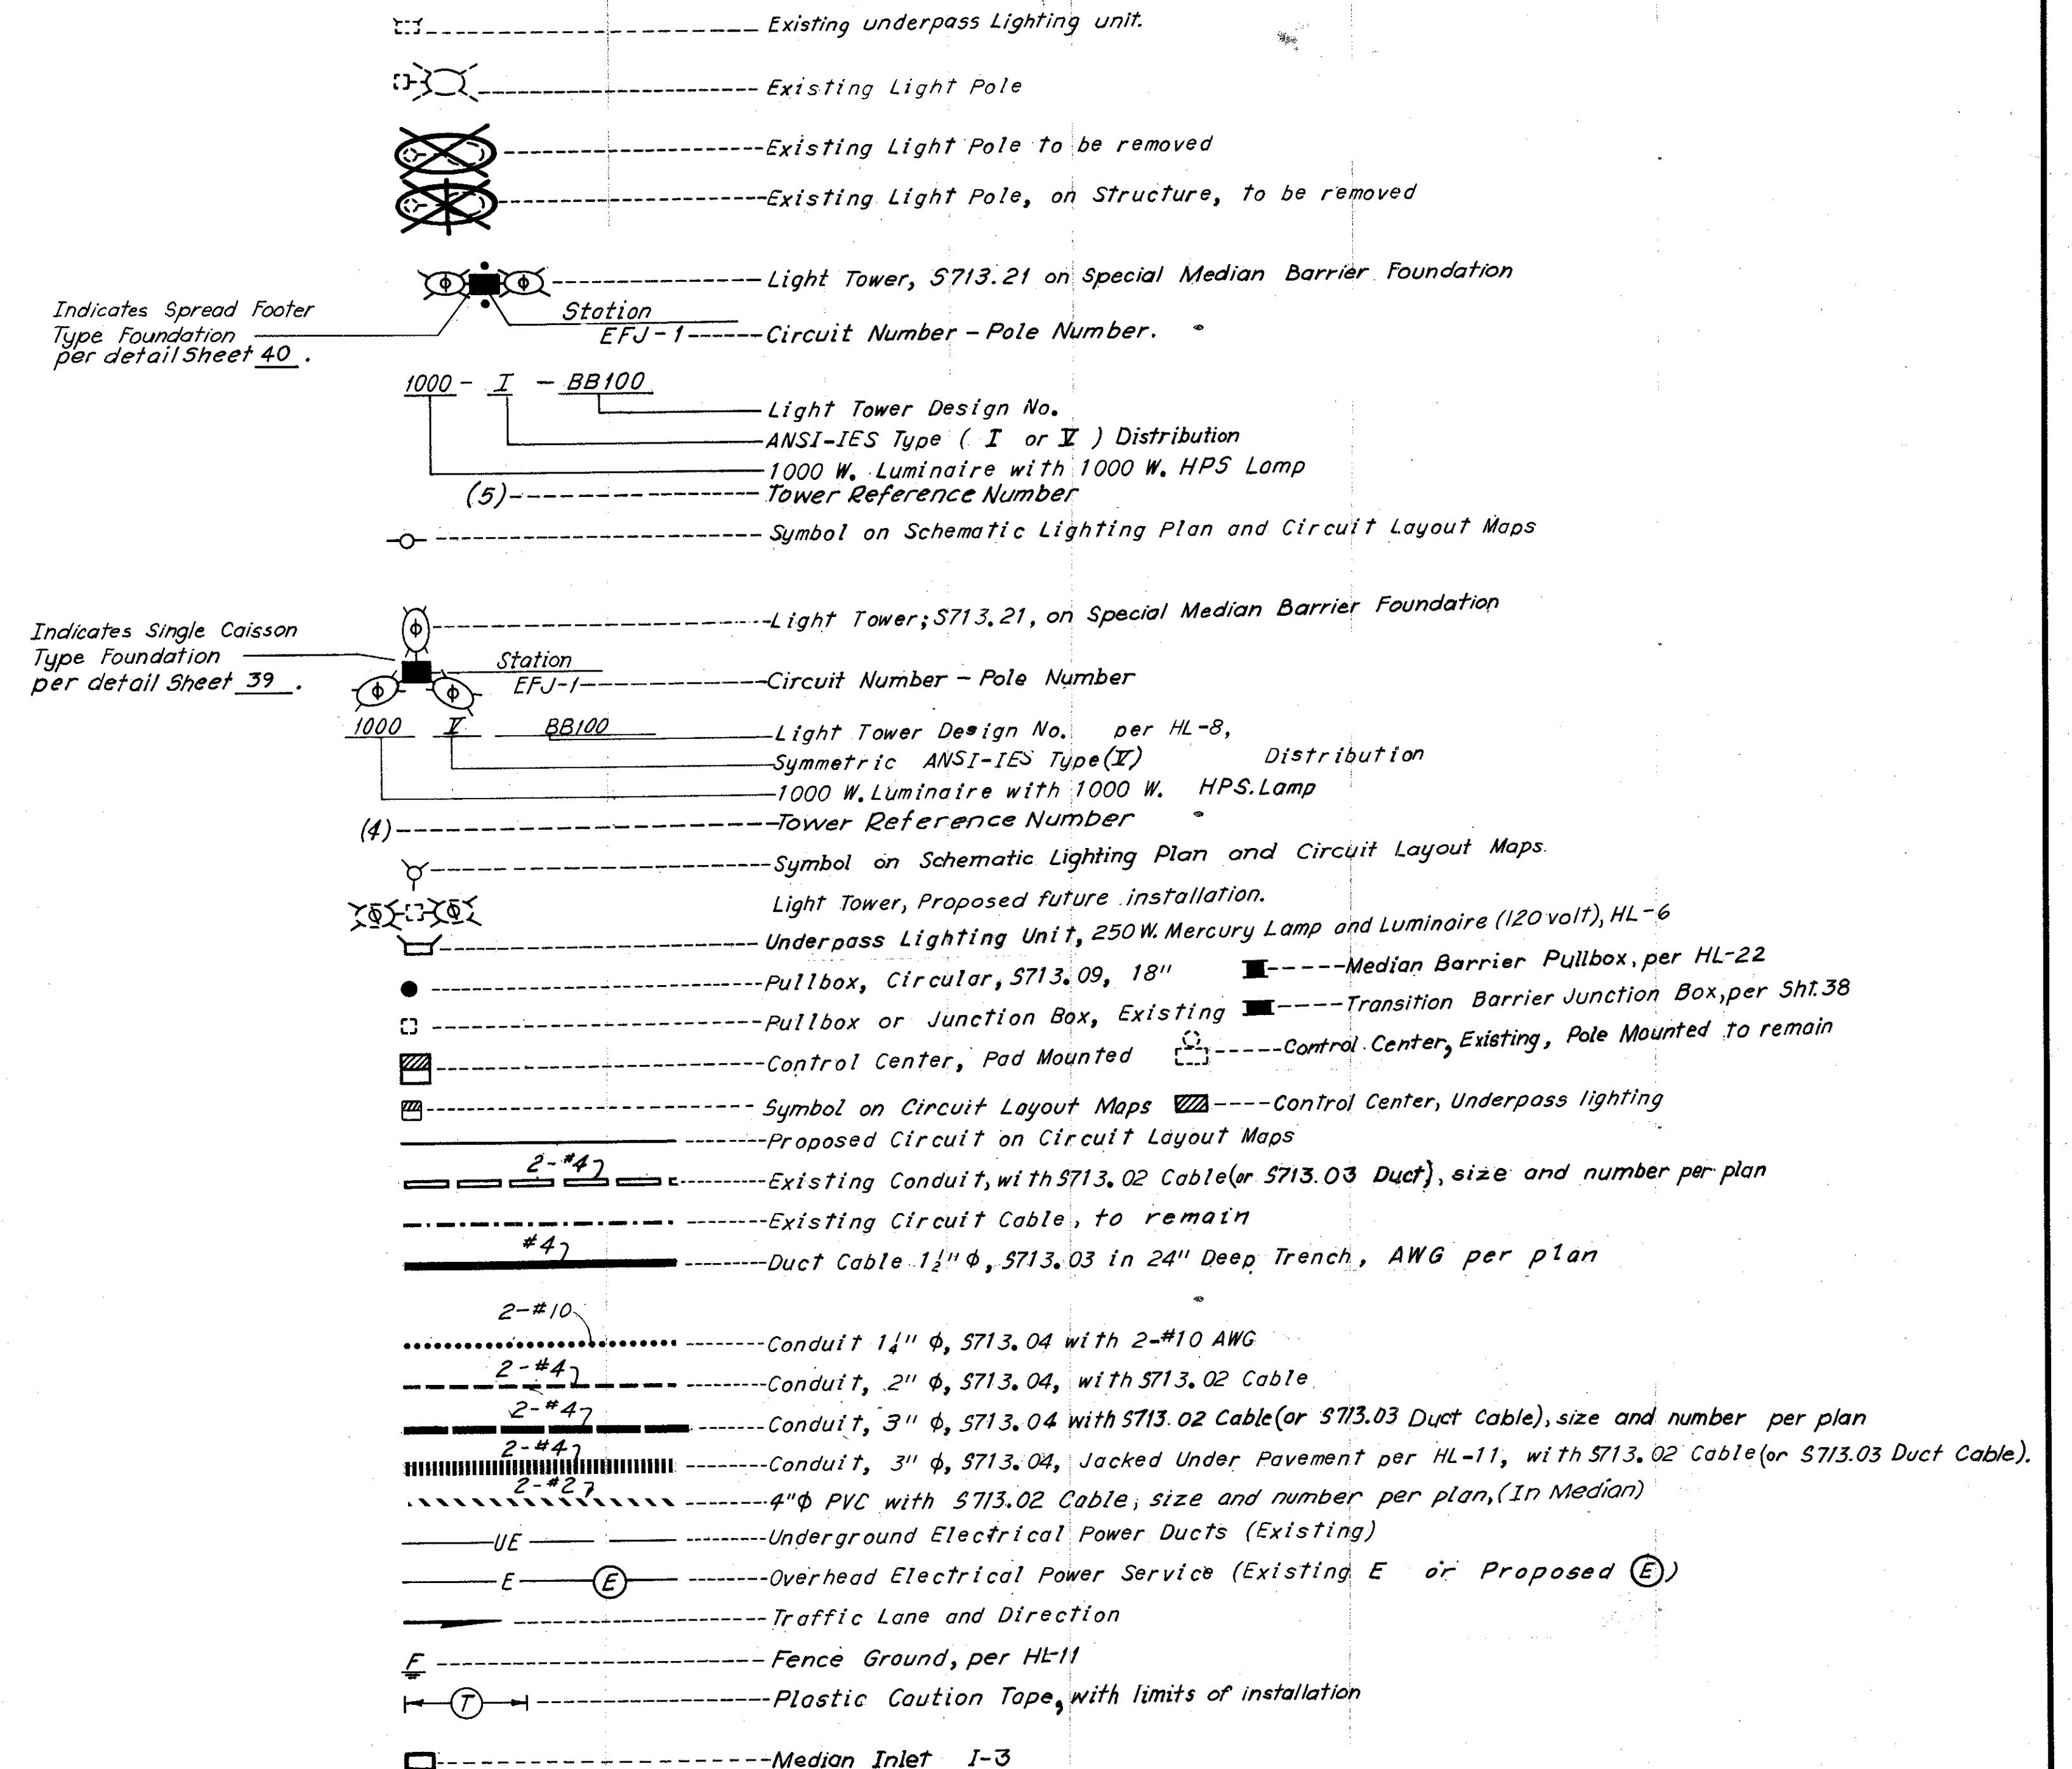 Existing underpass Lighting unit.
Existing Light Pole
Existing Light Pole to be removed
Existing Light Pole, on Structure, to be removed
Light Tower, S713.21 on Special Median Barrier Foundation
Indicates Spread Footer
Type Foundation
per detail Sheet 40 .
Station
EFJ-1 Circuit Number - Pole Number.
1000 - I - BB100
Light Tower Design No.
ANSI-IES Type ( I or V ) Distribution
1000 W. Luminaire with 1000 W. HPS Lamp
(5) Tower Reference Number
Symbol on Schematic Lighting Plan and Circuit Layout Maps
Light Tower; S713.21, on Special Median Barrier Foundation
Indicates Single Caisson
Type Foundation
per detail Sheet 39 .
Station
EFJ-1 Circuit Number - Pole Number
1000 V BB100
Light Tower Design No. per HL-8,
Symmetric ANSI-IES Type (V) Distribution
1000 W. Luminaire with 1000 W. HPS. Lamp
(4) Tower Reference Number
Symbol on Schematic Lighting Plan and Circuit Layout Maps.
Light Tower, Proposed future installation.
Underpass Lighting Unit, 250 W. Mercury Lamp and Luminaire (120 volt), HL-6
Pullbox, Circular, S713.09, 18" Median Barrier Pullbox, per HL-22
Pullbox or Junction Box, Existing Transition Barrier Junction Box, per Sht. 38
Control Center, Pad Mounted Control Center, Existing, Pole Mounted to remain
Symbol on Circuit Layout Maps Control Center, Underpass lighting
Proposed Circuit on Circuit Layout Maps
2-#4
Existing Conduit, with S713.02 Cable (or S713.03 Duct), size and number per plan
Existing Circuit Cable, to remain
#4
Duct Cable 1½" Φ, S713.03 in 24" Deep Trench, AWG per plan
2-#10
Conduit 1¼" Φ, S713.04 with 2-#10 AWG
2-#4
Conduit, 2" Φ, S713.04, with S713.02 Cable
2-#4
Conduit, 3" Φ, S713.04 with S713.02 Cable (or S713.03 Duct Cable), size and number per plan
2-#4
Conduit, 3" Φ, S713.04, Jacked Under Pavement per HL-11, with S713.02 Cable (or S713.03 Duct Cable).
2-#2
4"Φ PVC with S713.02 Cable, size and number per plan, (In Median)
UE Underground Electrical Power Ducts (Existing)
E E Overhead Electrical Power Service (Existing E or Proposed E)
Traffic Lane and Direction
F Fence Ground, per HL-11
T Plastic Caution Tape, with limits of installation
Median Inlet I-3